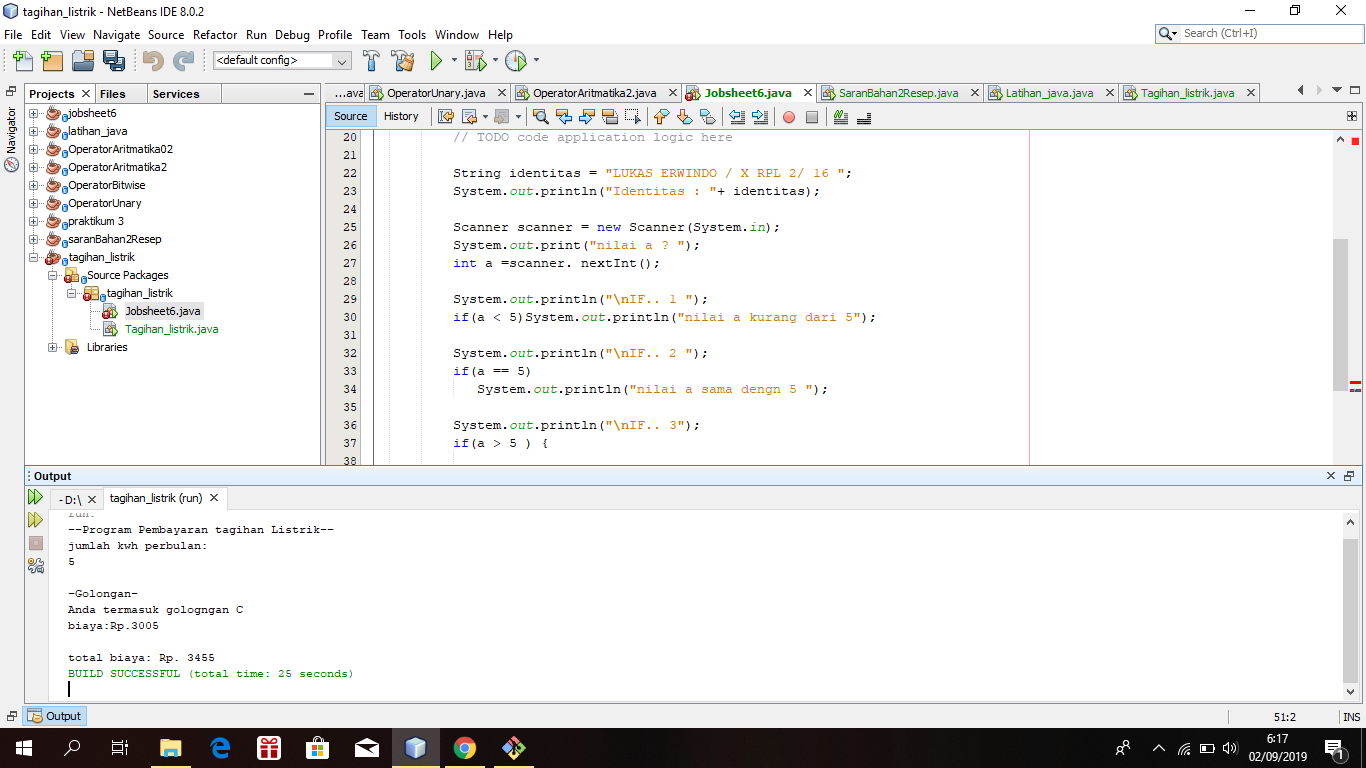 tagihan_listrik - NetBeans IDE 8.0.2
File Edit View Navigate Source Refactor Run Debug Profile Team Tools Window Help
Search (Ctrl+I)
<default config>
Projects Files Services
Navigator
jobsheet6
latihan_java
OperatorAritmatika02
OperatorAritmatika2
OperatorBitwise
OperatorUnary
praktikum 3
saranBahan2Resep
tagihan_listrik
Source Packages
tagihan_listrik
Jobsheet6.java
Tagihan_listrik.java
Libraries
...ava OperatorUnary.java OperatorAritmatika2.java Jobsheet6.java SaranBahan2Resep.java Latihan_java.java Tagihan_listrik.java
Source History
20 // TODO code application logic here
21
22 String identitas = "LUKAS ERWINDO / X RPL 2/ 16 ";
23 System.out.println("Identitas : "+ identitas);
24
25 Scanner scanner = new Scanner(System.in);
26 System.out.print("nilai a ? ");
27 int a =scanner. nextInt();
28
29 System.out.println("\nIF.. 1 ");
30 if(a < 5)System.out.println("nilai a kurang dari 5");
31
32 System.out.println("\nIF.. 2 ");
33 if(a == 5)
34 System.out.println("nilai a sama dengn 5 ");
35
36 System.out.println("\nIF.. 3");
37 if(a > 5 ) {
38
Output
-D:\ tagihan_listrik (run)
run:
--Program Pembayaran tagihan Listrik--
jumlah kwh perbulan:
5
-Golongan-
Anda termasuk gologngan C
biaya:Rp.3005
total biaya: Rp. 3455
BUILD SUCCESSFUL (total time: 25 seconds)
Output
51:2 INS
6:17
02/09/2019
1